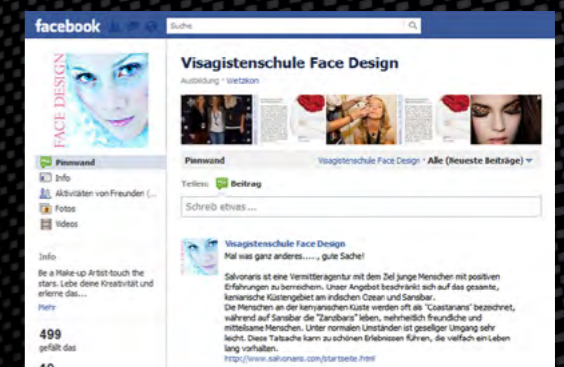 facebook
Suche
FACE DESIGN
Visagistenschule Face Design
Ausbildung · Wetzikon
Pinnwand
Info
Aktivitäten von Freunden (...
Fotos
Videos
Pinnwand
Visagistenschule Face Design · Alle (Neueste Beiträge)
Teilen: Beitrag
Schreib etwas ...
Info
Be a Make-up Artist-touch the
stars. Lebe deine Kreativität und
erlerne das...
Mehr
499
gefällt das
Visagistenschule Face Design
Mal was ganz anderes....., gute Sache!
Salvonaris ist eine Vermittleragentur mit dem Ziel junge Menschen mit positiven
Erfahrungen zu bereichern. Unser Angebot beschränkt sich auf das gesamte,
kenianische Küstengebiet am indischen Ozean und Sansibar.
Die Menschen an der kenyanischen Küste werden oft als "Coastarians" bezeichnet,
während auf Sansibar die "Zanzibaris" leben, mehrheitlich freundliche und
mitteilsame Menschen. Unter normalen Umständen ist geselliger Umgang sehr
leicht. Diese Tatsache kann zu schönen Erlebnissen führen, die vielfach ein Leben
lang vorhalten.
http://www.salvonaris.com/startseite.html